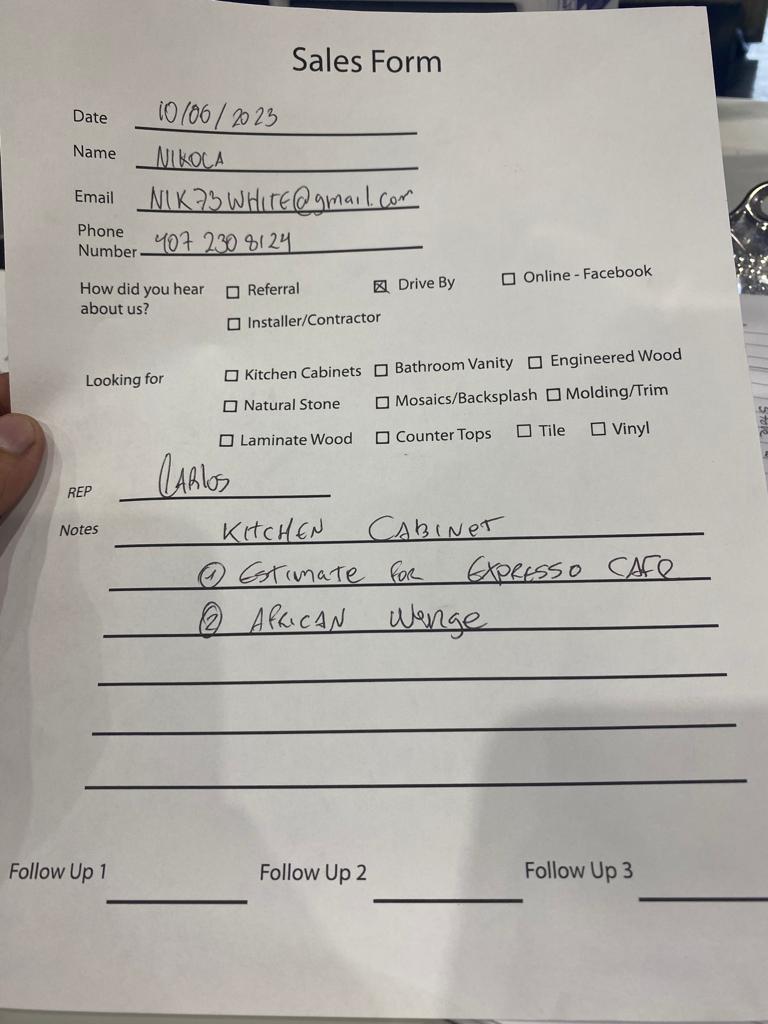 Sales Form
Date 10/06/2023
Name NIKOLA
Email NIK73WHITE@gmail.com
Phone
Number 407 230 8124
How did you hear
about us?
☐ Referral ☒ Drive By ☐ Online - Facebook
☐ Installer/Contractor
Looking for
☐ Kitchen Cabinets ☐ Bathroom Vanity ☐ Engineered Wood
☐ Natural Stone ☐ Mosaics/Backsplash ☐ Molding/Trim
☐ Laminate Wood ☐ Counter Tops ☐ Tile ☐ Vinyl
REP CARLOS
Notes KITCHEN CABINET
① ESTIMATE FOR EXPRESSO CAFE
② AFRICAN Wenge
Follow Up 1 Follow Up 2 Follow Up 3